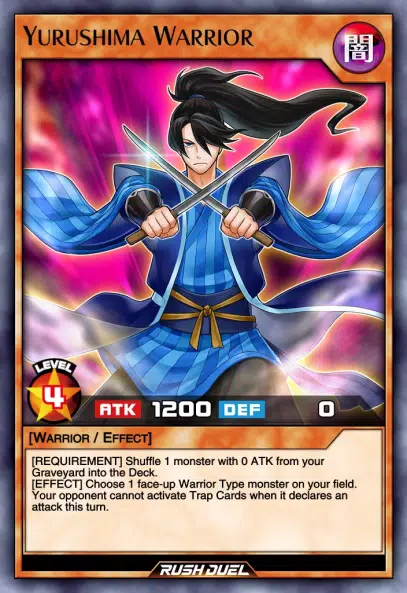 YURUSHIMA WARRIOR
闇
LEVEL
4
ATK 1200 DEF 0
[WARRIOR / EFFECT]
[REQUIREMENT] Shuffle 1 monster with 0 ATK from your
Graveyard into the Deck.
[EFFECT] Choose 1 face-up Warrior Type monster on your field.
Your opponent cannot activate Trap Cards when it declares an
attack this turn.
RUSH DUEL